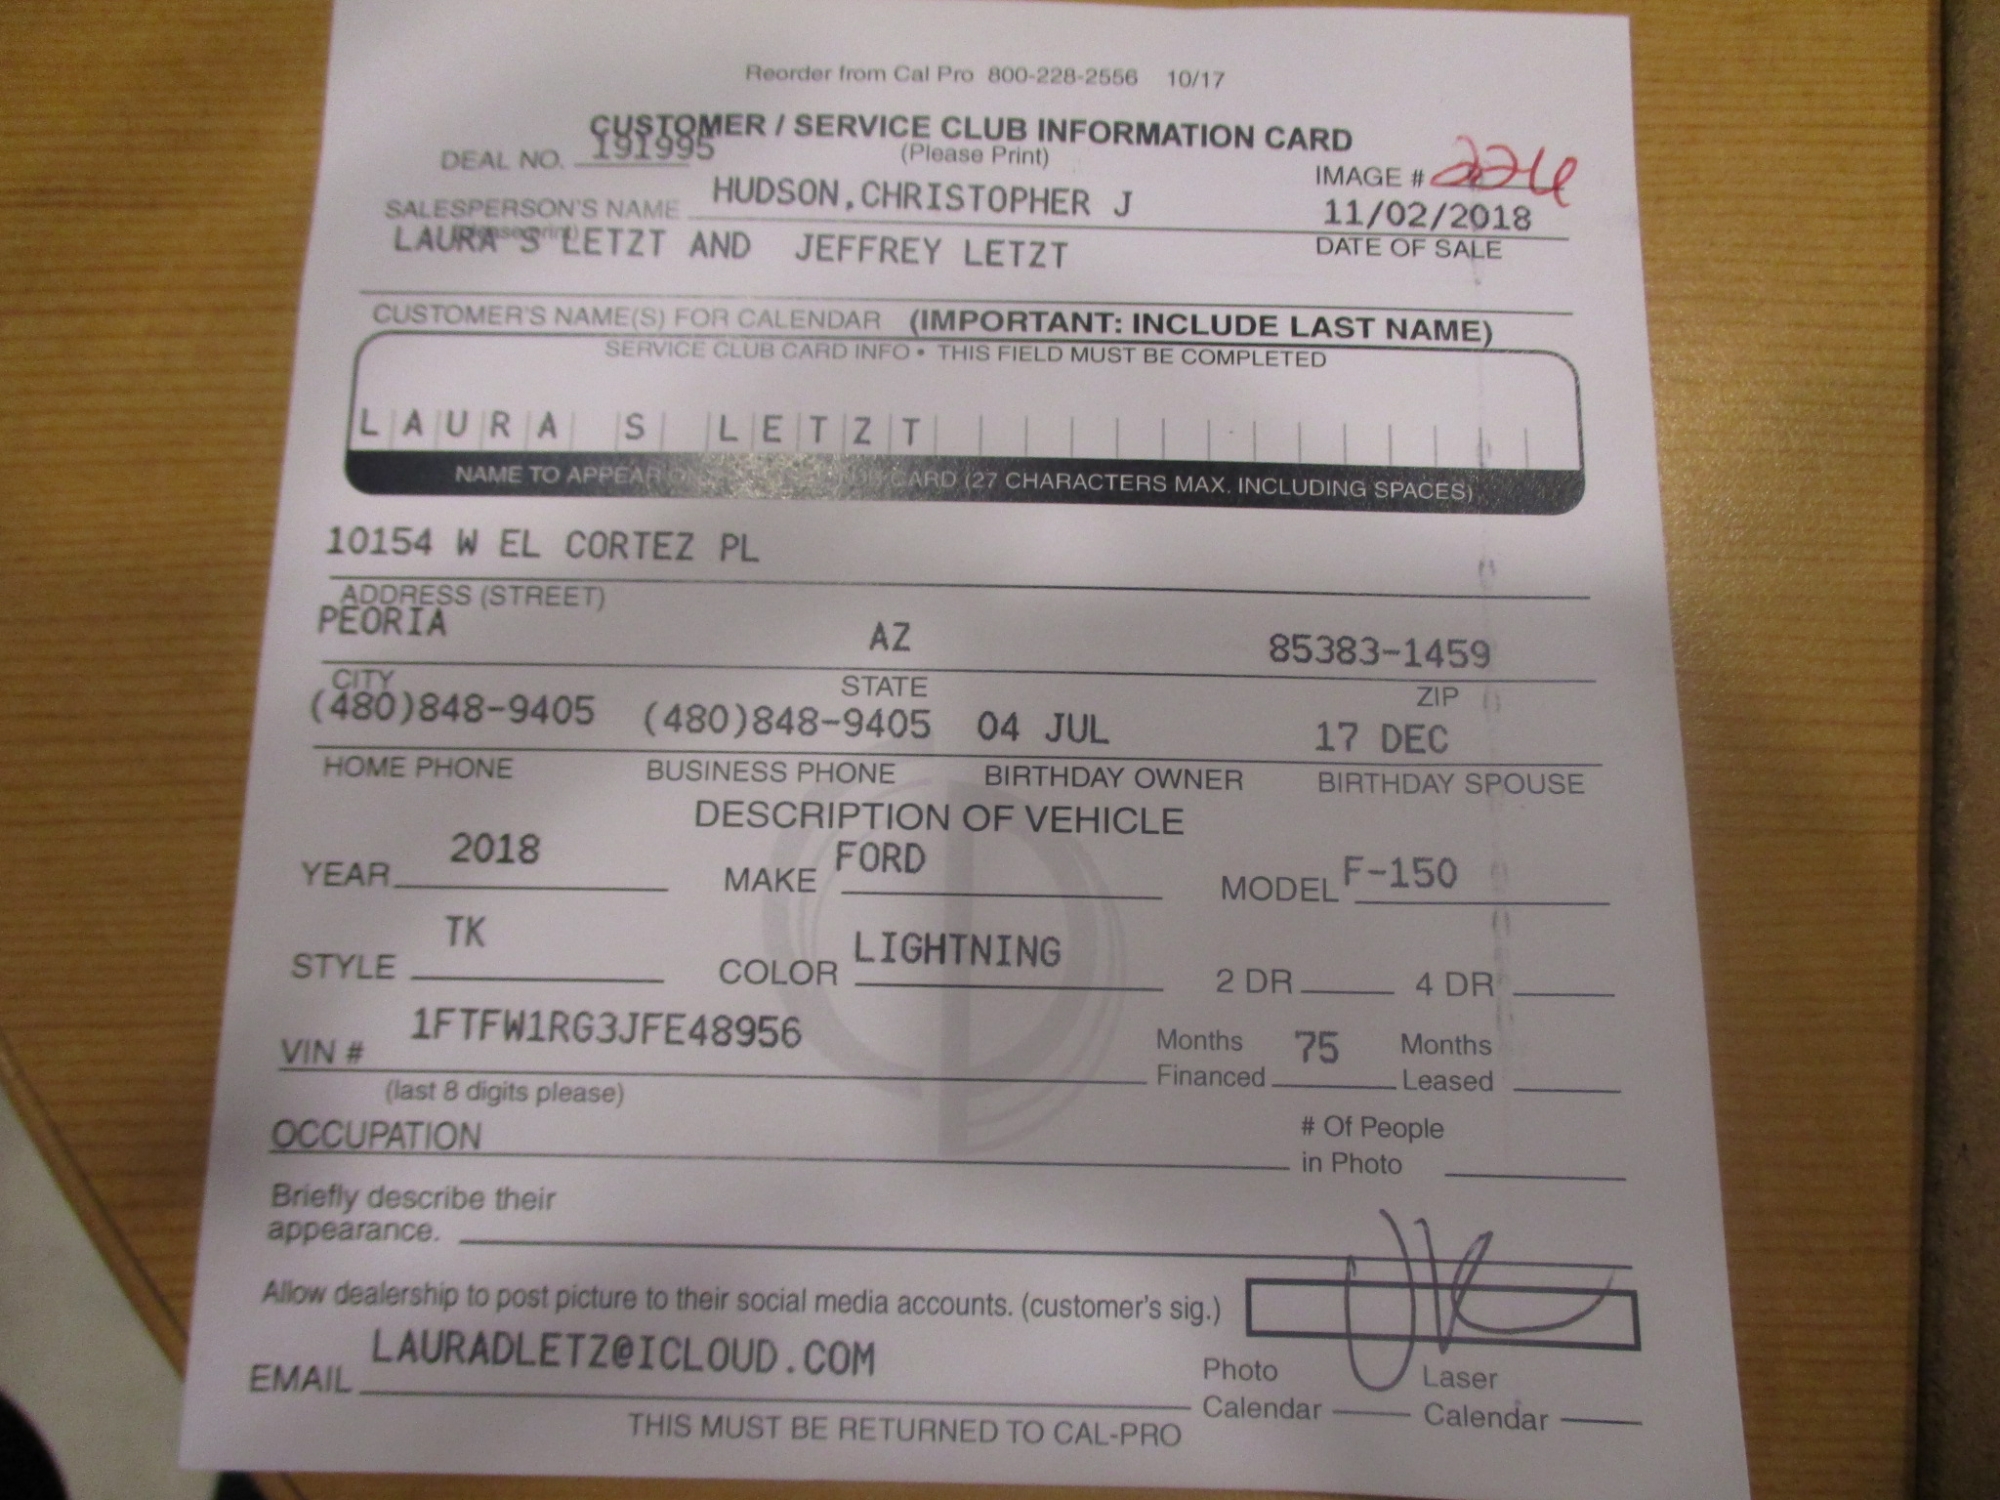 Reorder from Cal Pro 800-228-2556 10/17
CUSTOMER / SERVICE CLUB INFORMATION CARD
DEAL NO. 191995 (Please Print)
IMAGE # 226
SALESPERSON'S NAME HUDSON,CHRISTOPHER J 11/02/2018
(please print)
LAURA S LETZT AND JEFFREY LETZT DATE OF SALE
CUSTOMER'S NAME(S) FOR CALENDAR (IMPORTANT: INCLUDE LAST NAME)
SERVICE CLUB CARD INFO • THIS FIELD MUST BE COMPLETED
LAURA S LETZT
NAME TO APPEAR ON CARD (27 CHARACTERS MAX. INCLUDING SPACES)
10154 W EL CORTEZ PL
ADDRESS (STREET)
PEORIA AZ 85383-1459
CITY STATE ZIP
(480)848-9405 (480)848-9405 04 JUL 17 DEC
HOME PHONE BUSINESS PHONE BIRTHDAY OWNER BIRTHDAY SPOUSE
DESCRIPTION OF VEHICLE
YEAR 2018 MAKE FORD MODEL F-150
STYLE TK COLOR LIGHTNING 2 DR 4 DR
VIN # 1FTFW1RG3JFE48956 Months Financed 75 Months Leased
(last 8 digits please)
OCCUPATION # Of People in Photo
Briefly describe their
appearance.
Allow dealership to post picture to their social media accounts. (customer's sig.)
EMAIL LAURADLETZ@ICLOUD.COM Photo Calendar Laser Calendar
THIS MUST BE RETURNED TO CAL-PRO